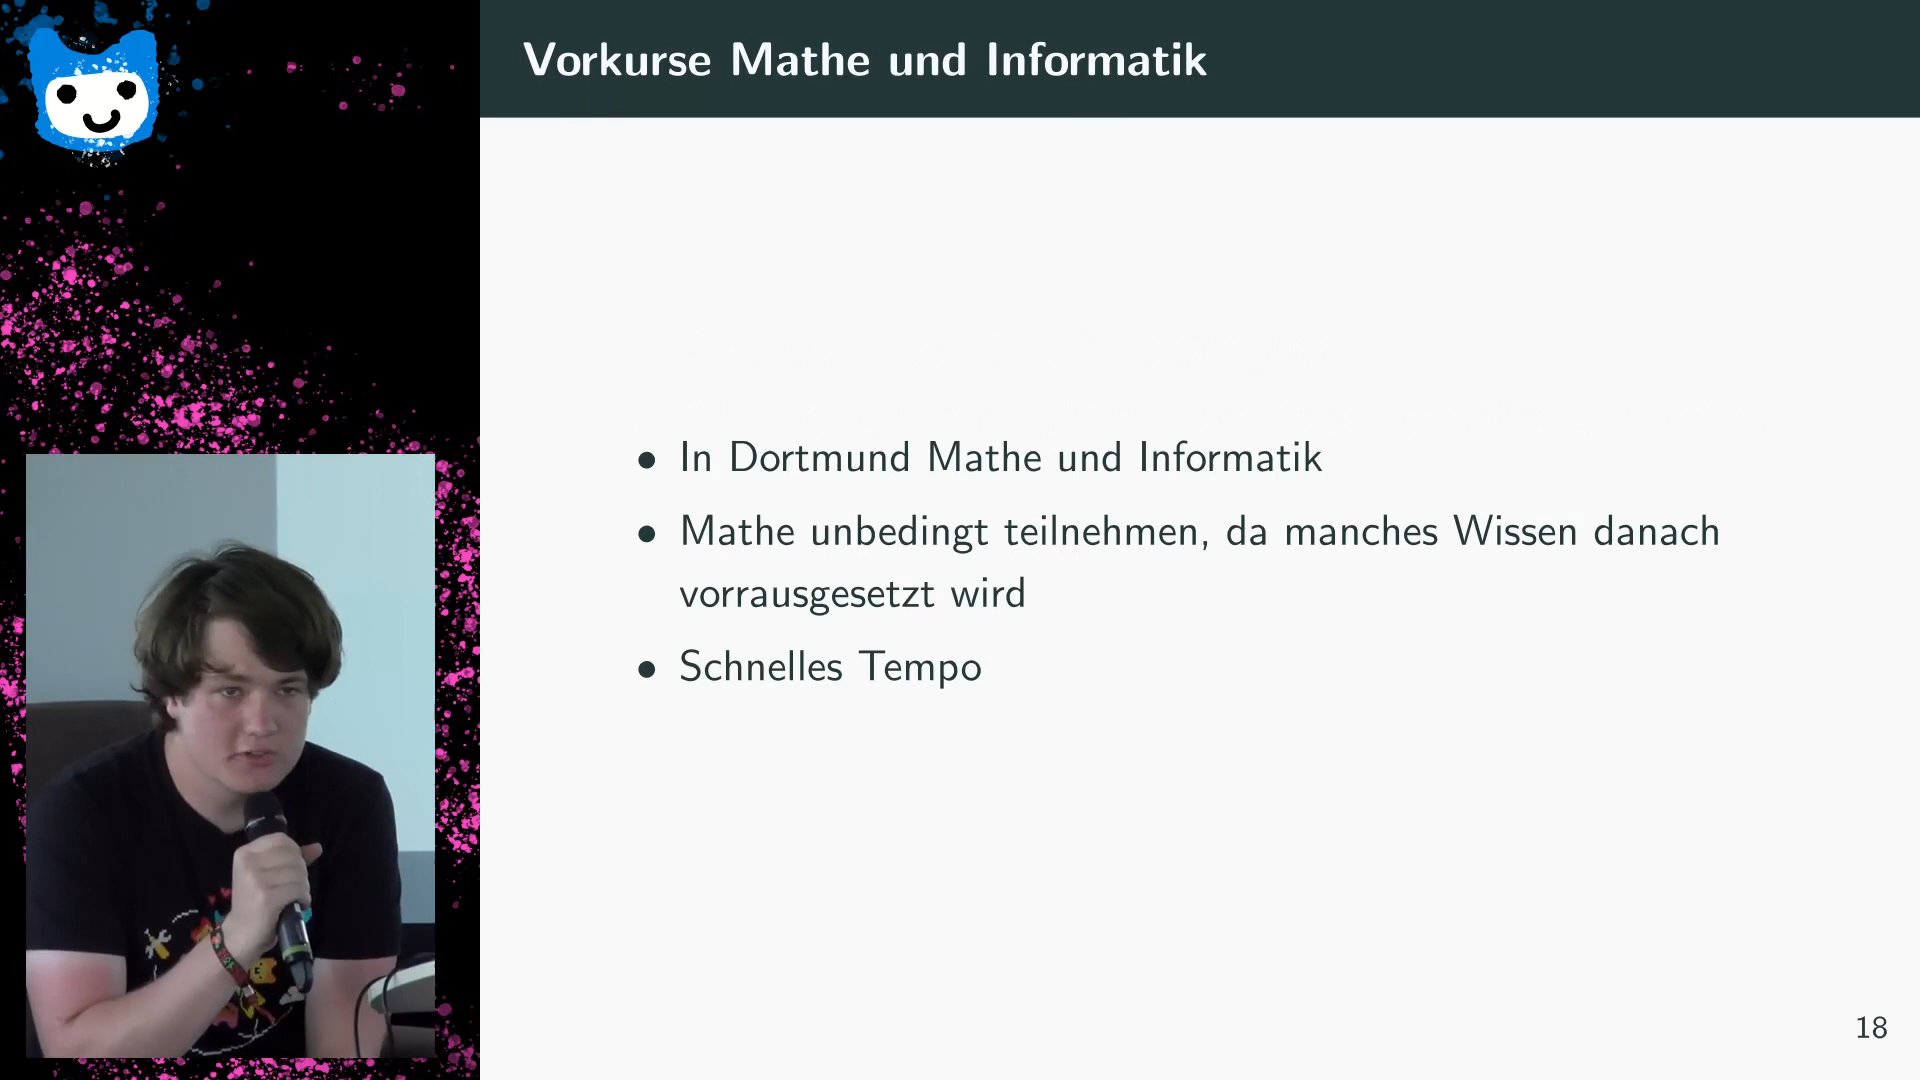 Vorkurse Mathe und Informatik
• In Dortmund Mathe und Informatik
• Mathe unbedingt teilnehmen, da manches Wissen danach
vorrausgesetzt wird
• Schnelles Tempo
18